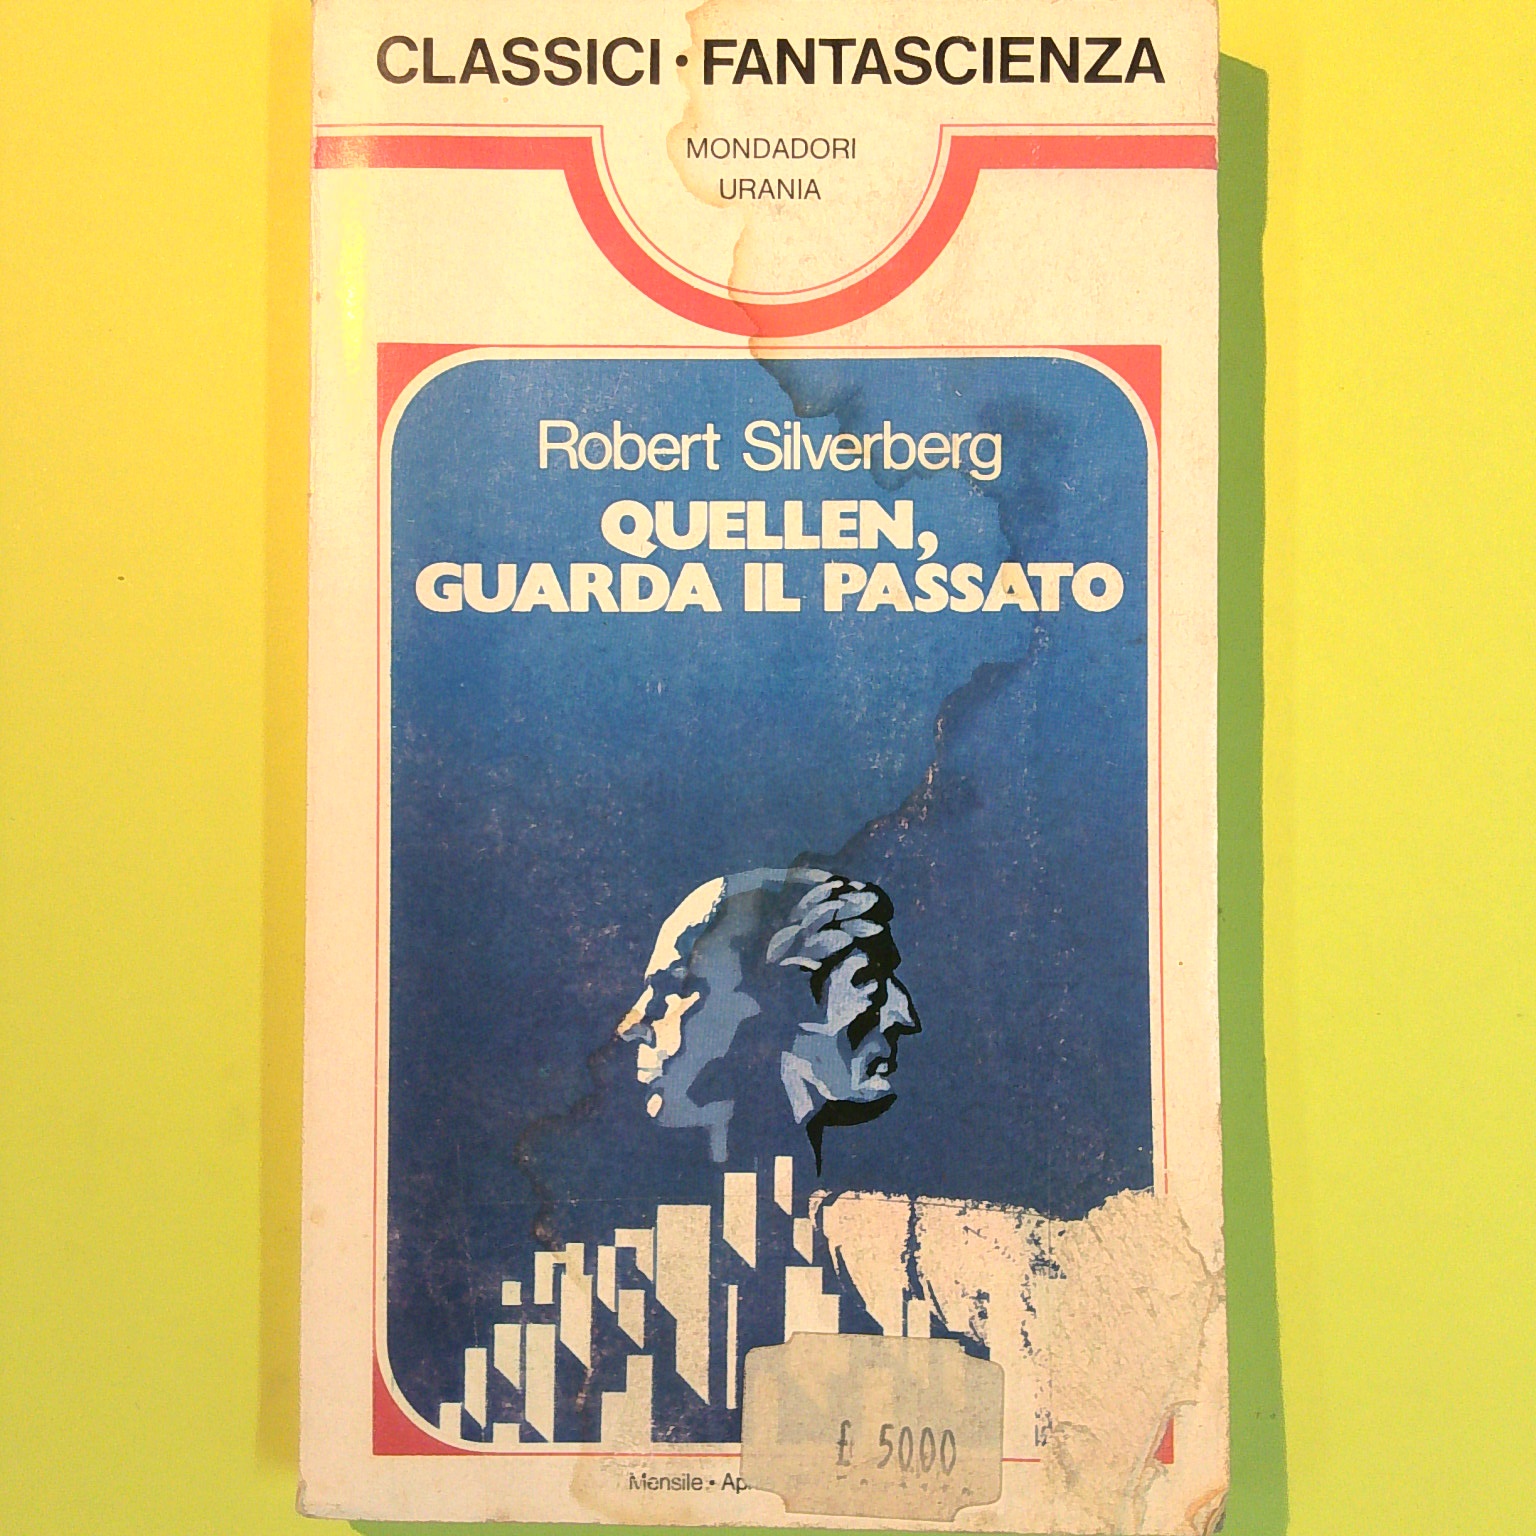 CLASSICI • FANTASCIENZA
MONDADORI
URANIA
Robert Silverberg
QUELLEN,
GUARDA IL PASSATO
£ 5000
Mensile •